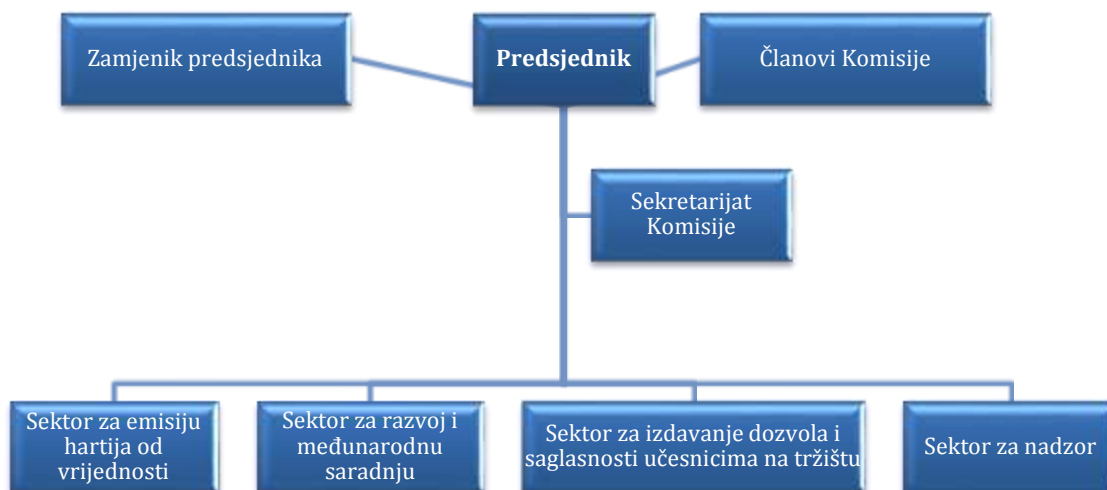 Zamjenik predsjednika
Predsjednik
Članovi Komisije
Sekretarijat
Komisije
Sektor za emisiju
hartija od
vrijednosti
Sektor za razvoj i
međunarodnu
saradnju
Sektor za izdavanje dozvola i
saglasnosti učesnicima na tržištu
Sektor za nadzor